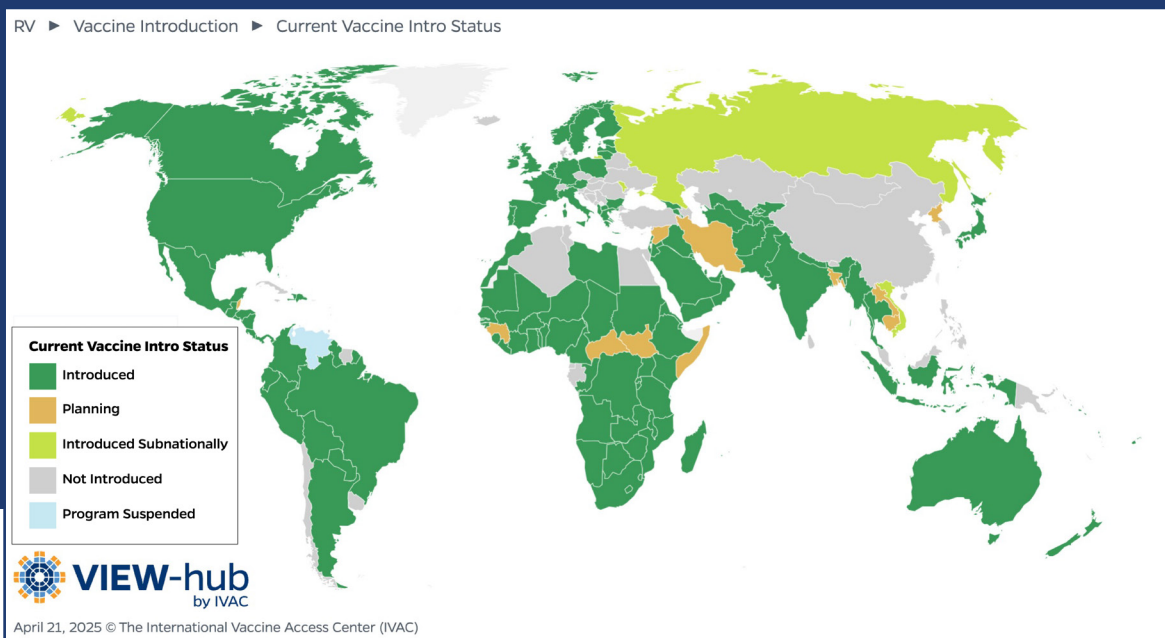 RV ► Vaccine Introduction ► Current Vaccine Intro Status
Current Vaccine Intro Status
Introduced
Planning
Introduced Subnationally
Not Introduced
Program Suspended
VIEW-hub
by IVAC
April 21, 2025 © The International Vaccine Access Center (IVAC)